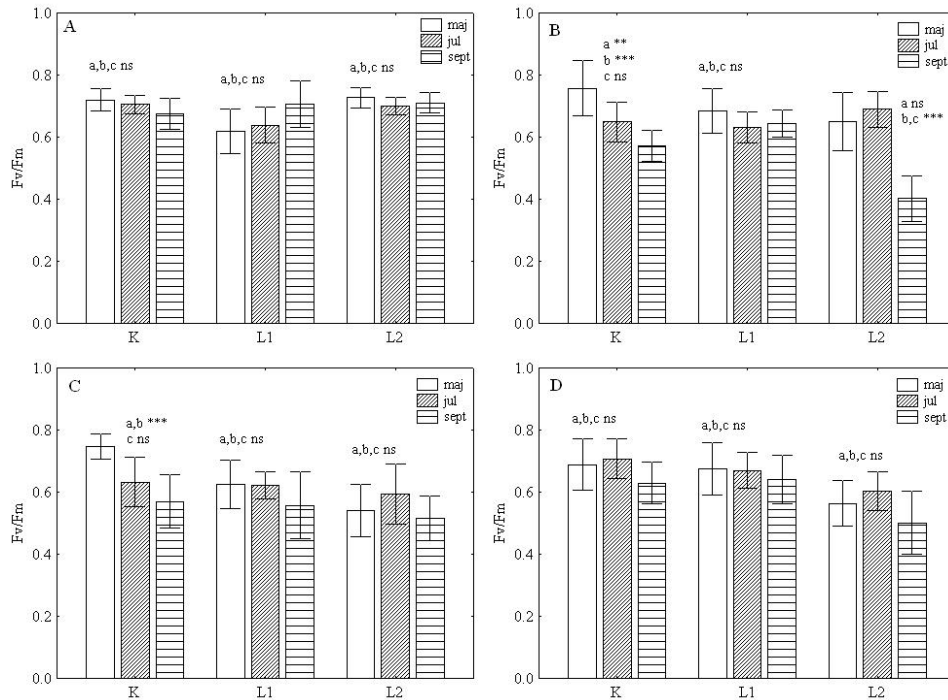 1.0
A
maj
jul
sept
0.8
a,b,c ns
a,b,c ns
a,b,c ns
0.6
Fv/Fm
0.4
0.2
0.0
K
L1
L2
1.0
B
maj
jul
sept
a **
b ***
c ns
a,b,c ns
0.8
a ns
b,c ***
0.6
Fv/Fm
0.4
0.2
0.0
K
L1
L2
1.0
C
maj
jul
sept
a,b ***
c ns
a,b,c ns
a,b,c ns
0.8
0.6
Fv/Fm
0.4
0.2
0.0
K
L1
L2
1.0
D
maj
jul
sept
a,b,c ns
a,b,c ns
a,b,c ns
0.8
0.6
Fv/Fm
0.4
0.2
0.0
K
L1
L2